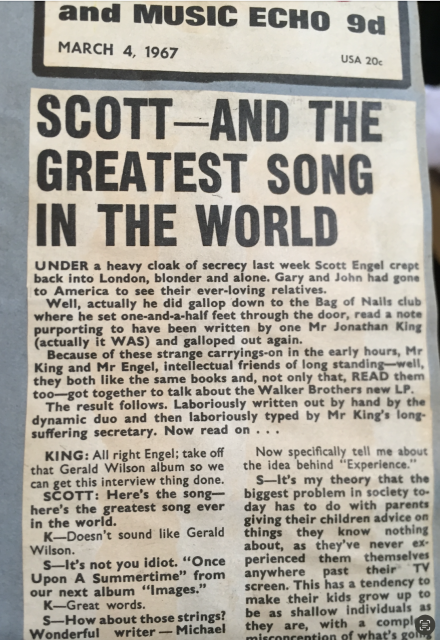 and MUSIC ECHO 9d
MARCH 4, 1967
USA 20c
SCOTT—AND THE
GREATEST SONG
IN THE WORLD
UNDER a heavy cloak of secrecy last week Scott Engel crept
back into London, blonder and alone. Gary and John had gone
to America to see their ever-loving relatives.
Well, actually he did gallop down to the Bag of Nails club
where he set one-and-a-half feet through the door, read a note
purporting to have been written by one Mr Jonathan King
(actually it WAS) and galloped out again.
Because of these strange carryings-on in the early hours, Mr
King and Mr Engel, intellectual friends of long standing—well,
they both like the same books and, not only that, READ them
too—got together to talk about the Walker Brothers new LP.
The result follows. Laboriously written out by hand by the
dynamic duo and then laboriously typed by Mr King's long-
suffering secretary. Now read on . . .
KING: All right Engel; take off
that Gerald Wilson album so we
can get this interview thing done.
SCOTT: Here's the song—
here's the greatest song ever
in the world.
K—Doesn't sound like Gerald
Wilson.
S—It's not you idiot. "Once
Upon A Summertime" from
our next album "Images."
K—Great words.
S—How about those strings?
Wonderful writer — Michael
Now specifically tell me about
the idea behind "Experience."
S—It's my theory that the
biggest problem in society to-
day has to do with parents
giving their children advice on
things they know nothing
about, as they've never ex-
perienced them themselves
anywhere past their TV
screen. This has a tendency to
make their kids grow up to
be as shallow individuals as
they are, with a compl
misconception of what's